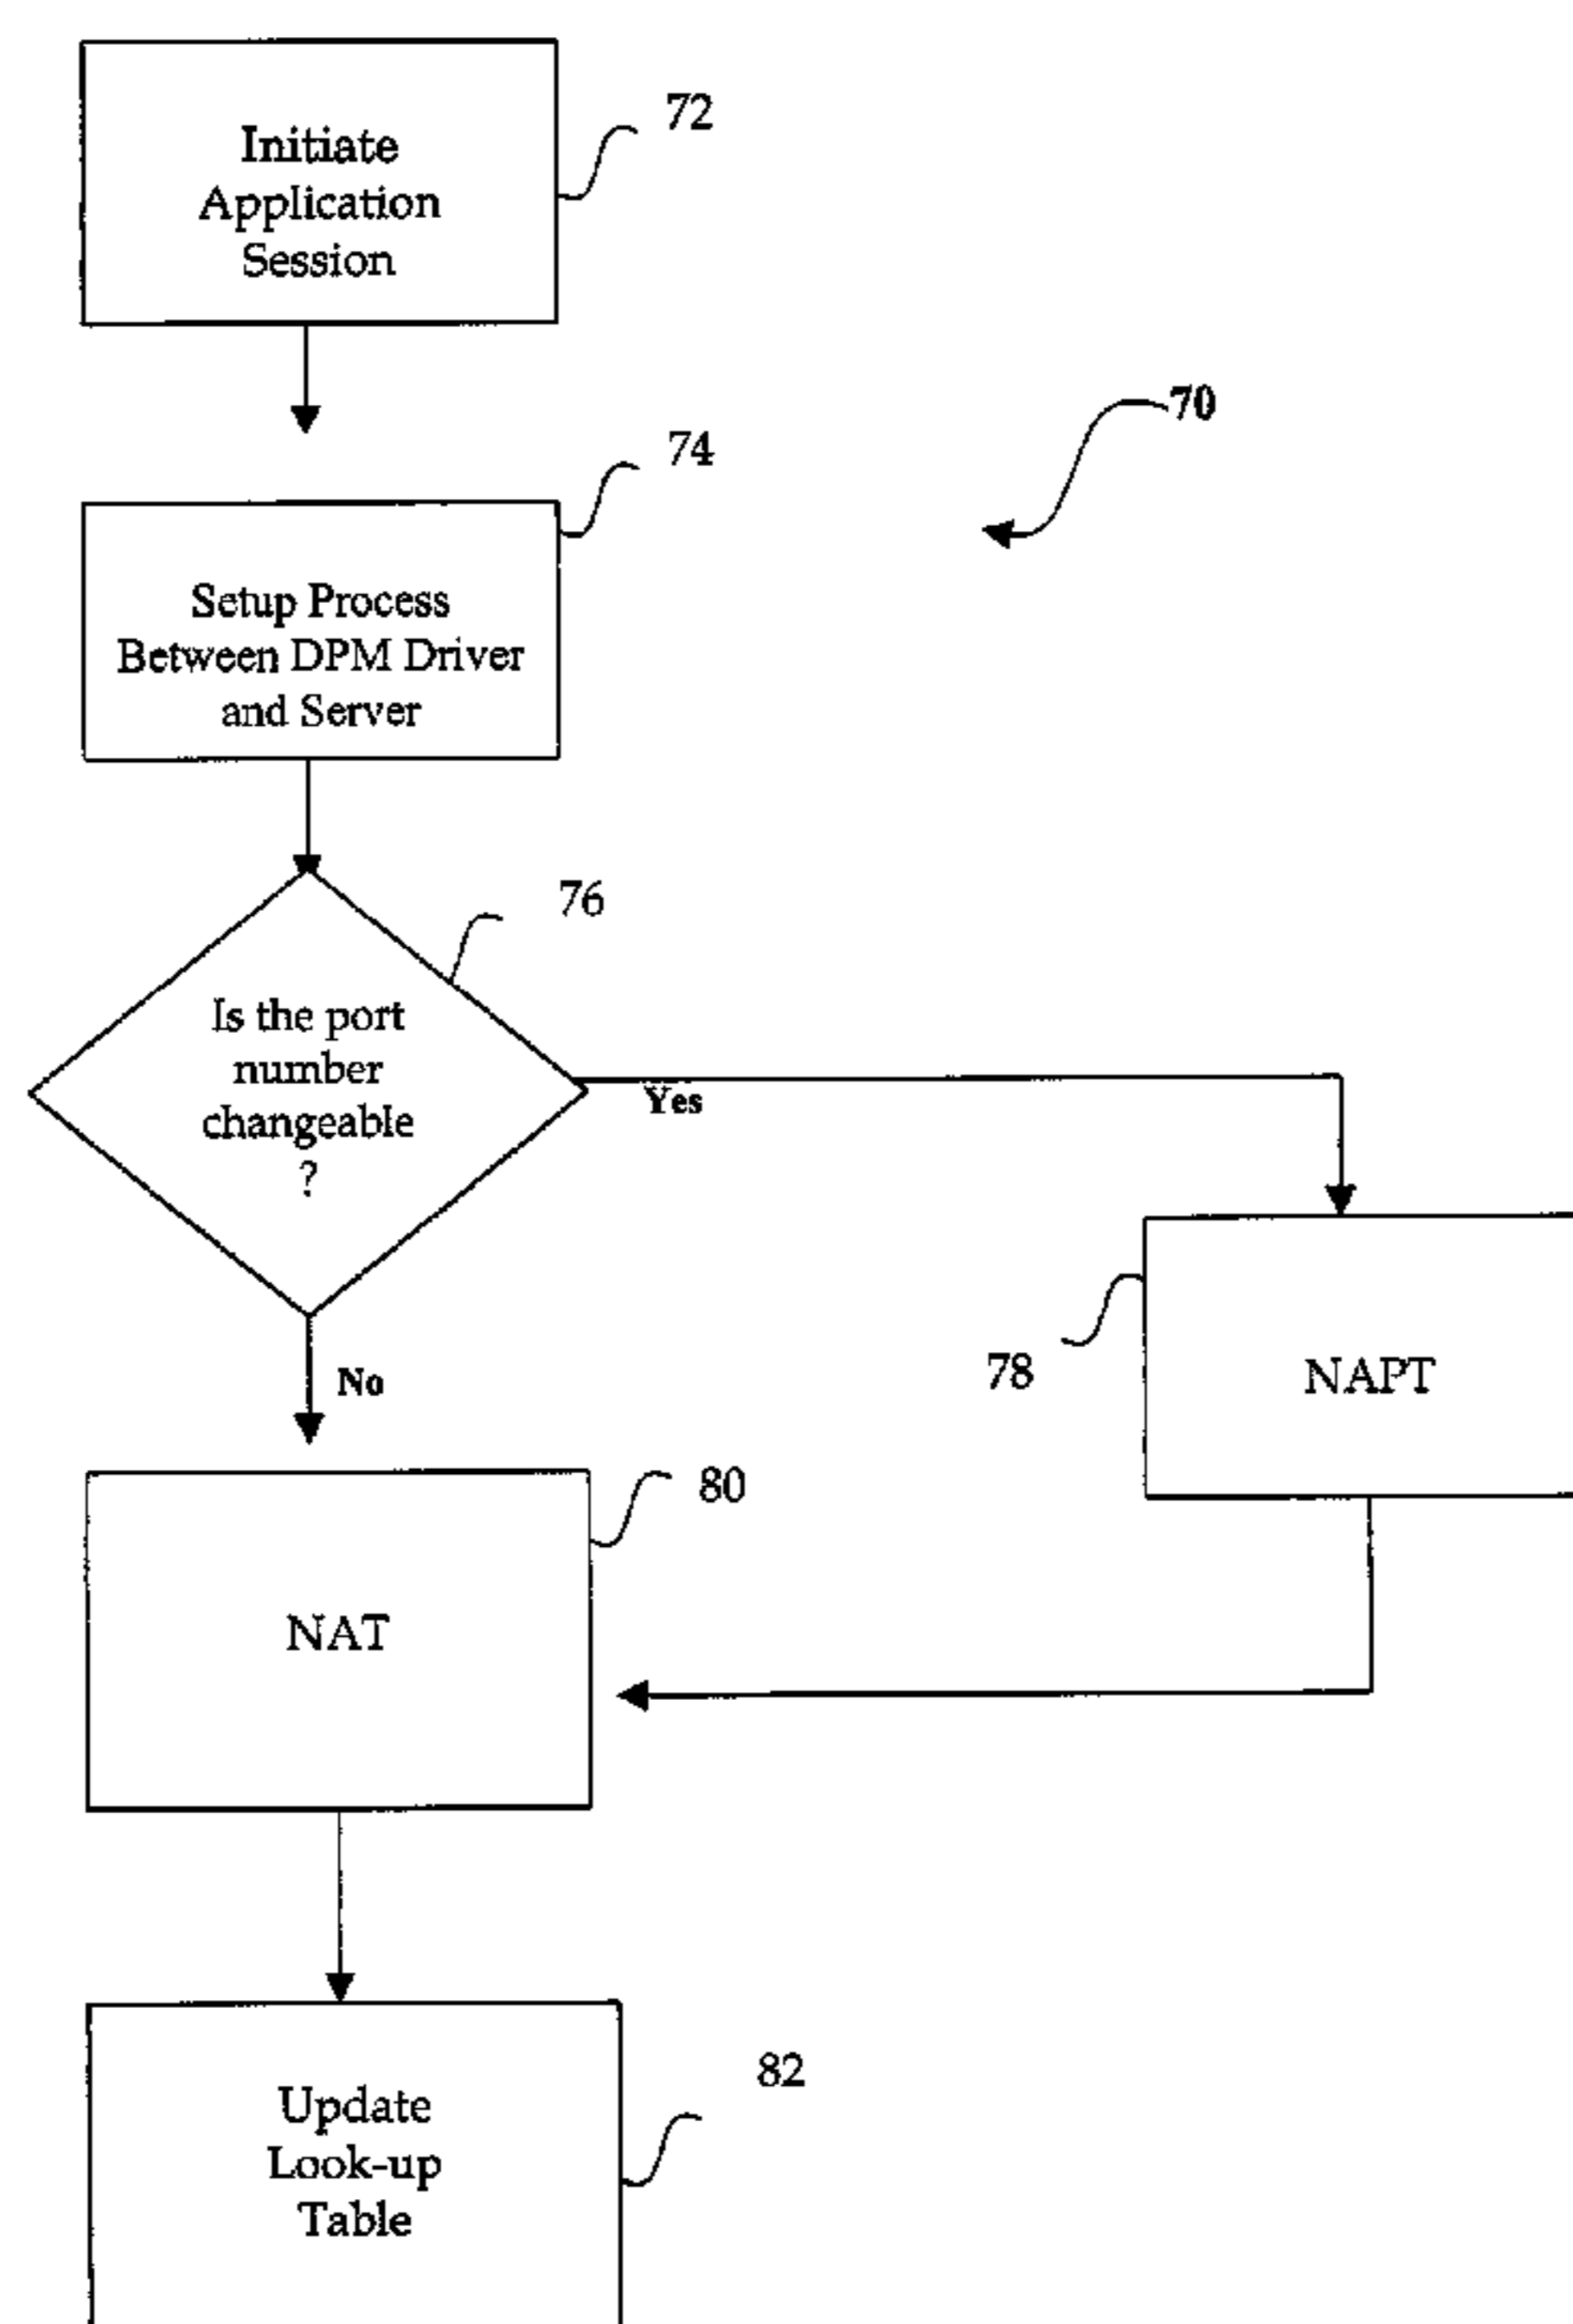 Initiate
Application
Session
72
70
74
Setup Process
Between DPM Driver
and Server
76
Is the port
number
changeable
?
Yes
No
78
NAPT
80
NAT
82
Update
Look-up
Table